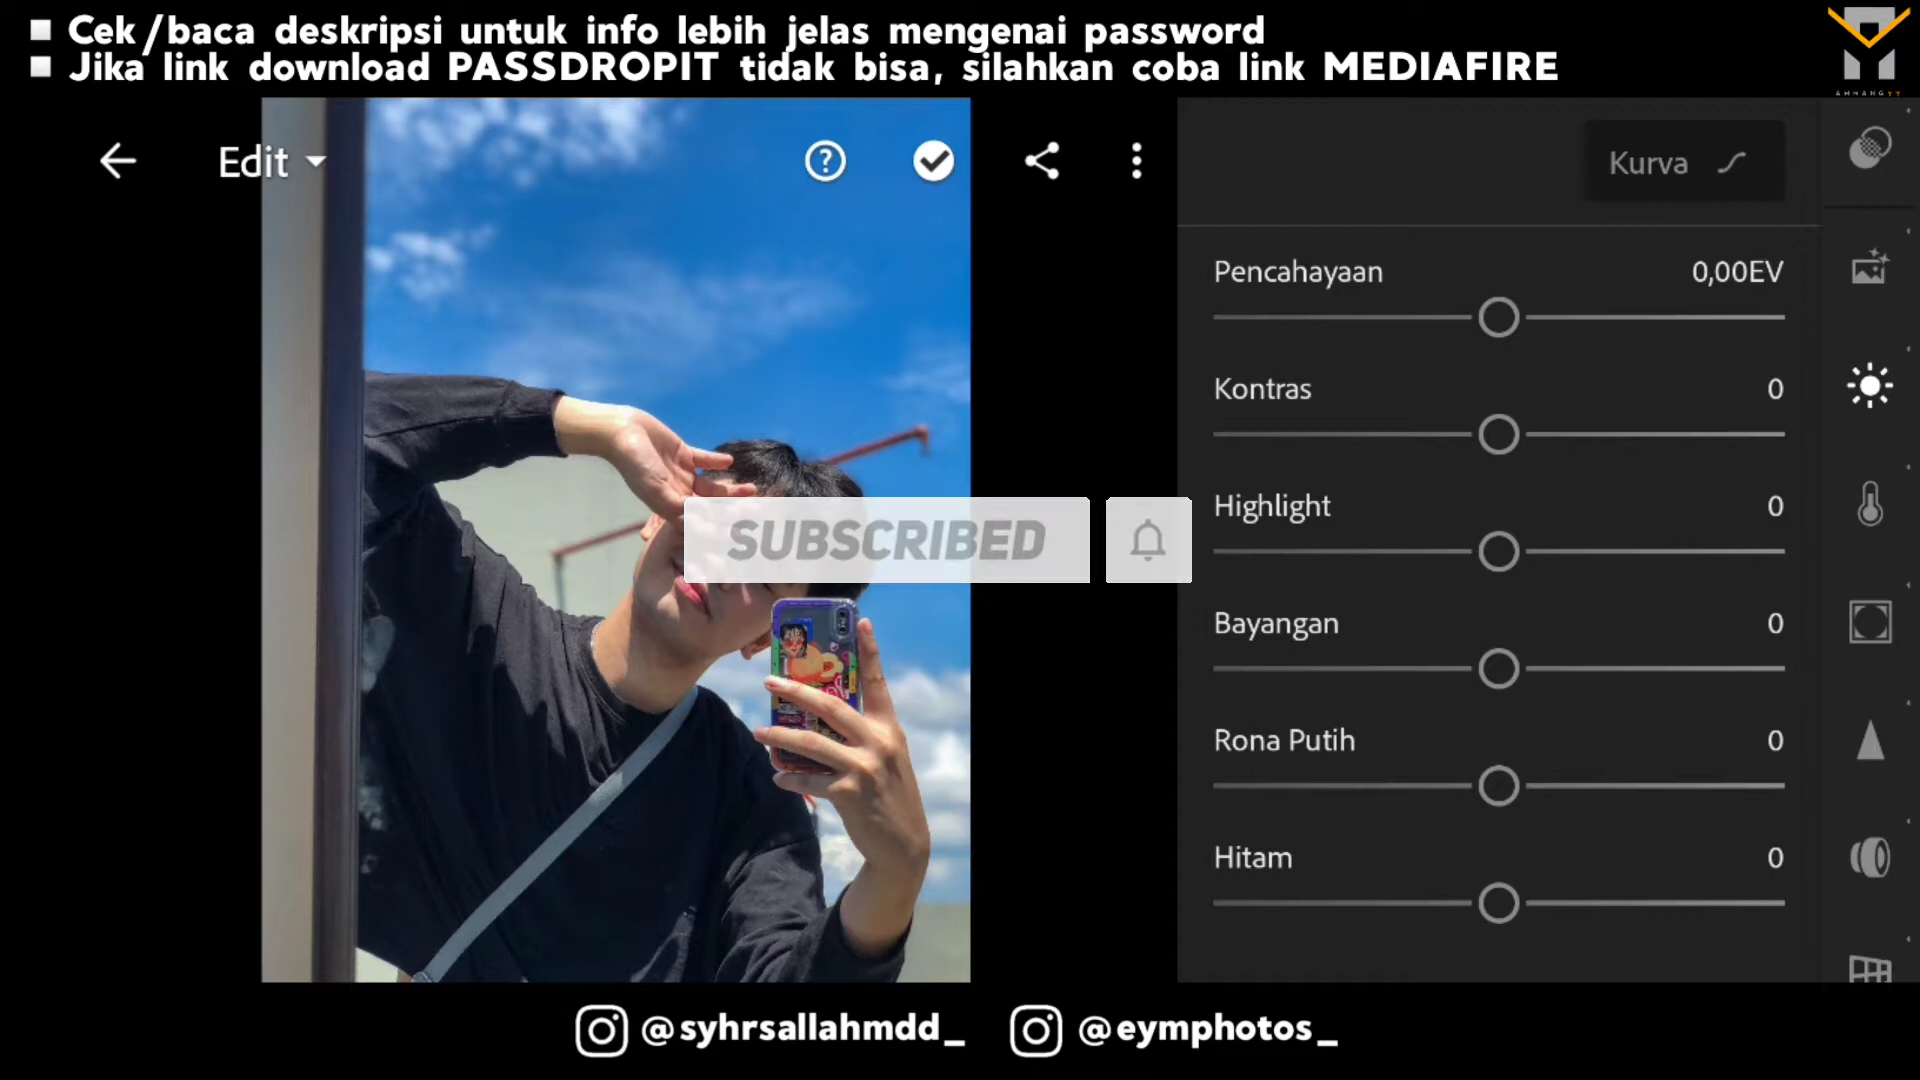 Cek/baca deskripsi untuk info lebih jelas mengenai password
Jika link download PASSDROPIT tidak bisa, silahkan coba link MEDIAFIRE
Edit
Kurva
Pencahayaan 0,00EV
Kontras 0
Highlight 0
SUBSCRIBED
Bayangan 0
Rona Putih 0
Hitam 0
@syhrsallahmdd_ @eymphotos_